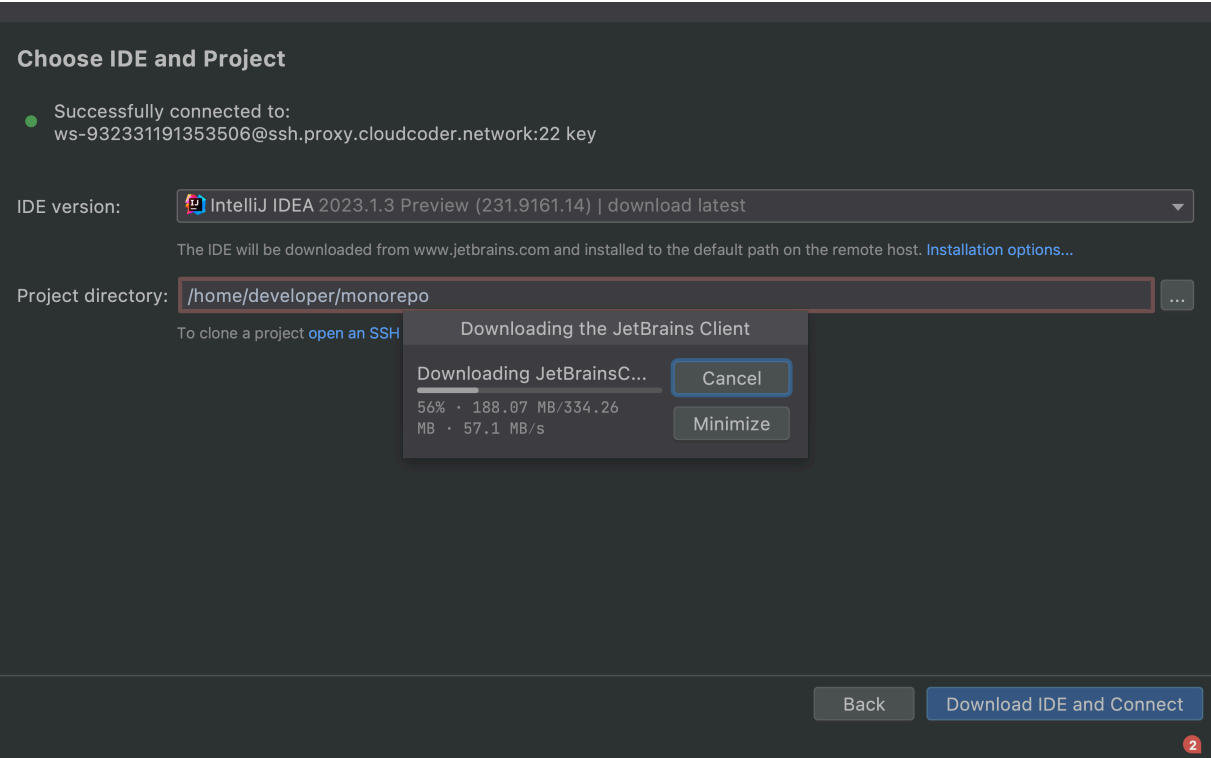 Choose IDE and Project
Successfully connected to:
ws-932331191353506@ssh.proxy.cloudcoder.network:22 key
IDE version: IntelliJ IDEA 2023.1.3 Preview (231.9161.14) | download latest
The IDE will be downloaded from www.jetbrains.com and installed to the default path on the remote host. Installation options...
Project directory: /home/developer/monorepo ...
To clone a project open an SSH
Downloading the JetBrains Client
Downloading JetBrainsC...
Cancel
56% · 188.07 MB/334.26
MB · 57.1 MB/s
Minimize
Back Download IDE and Connect
2